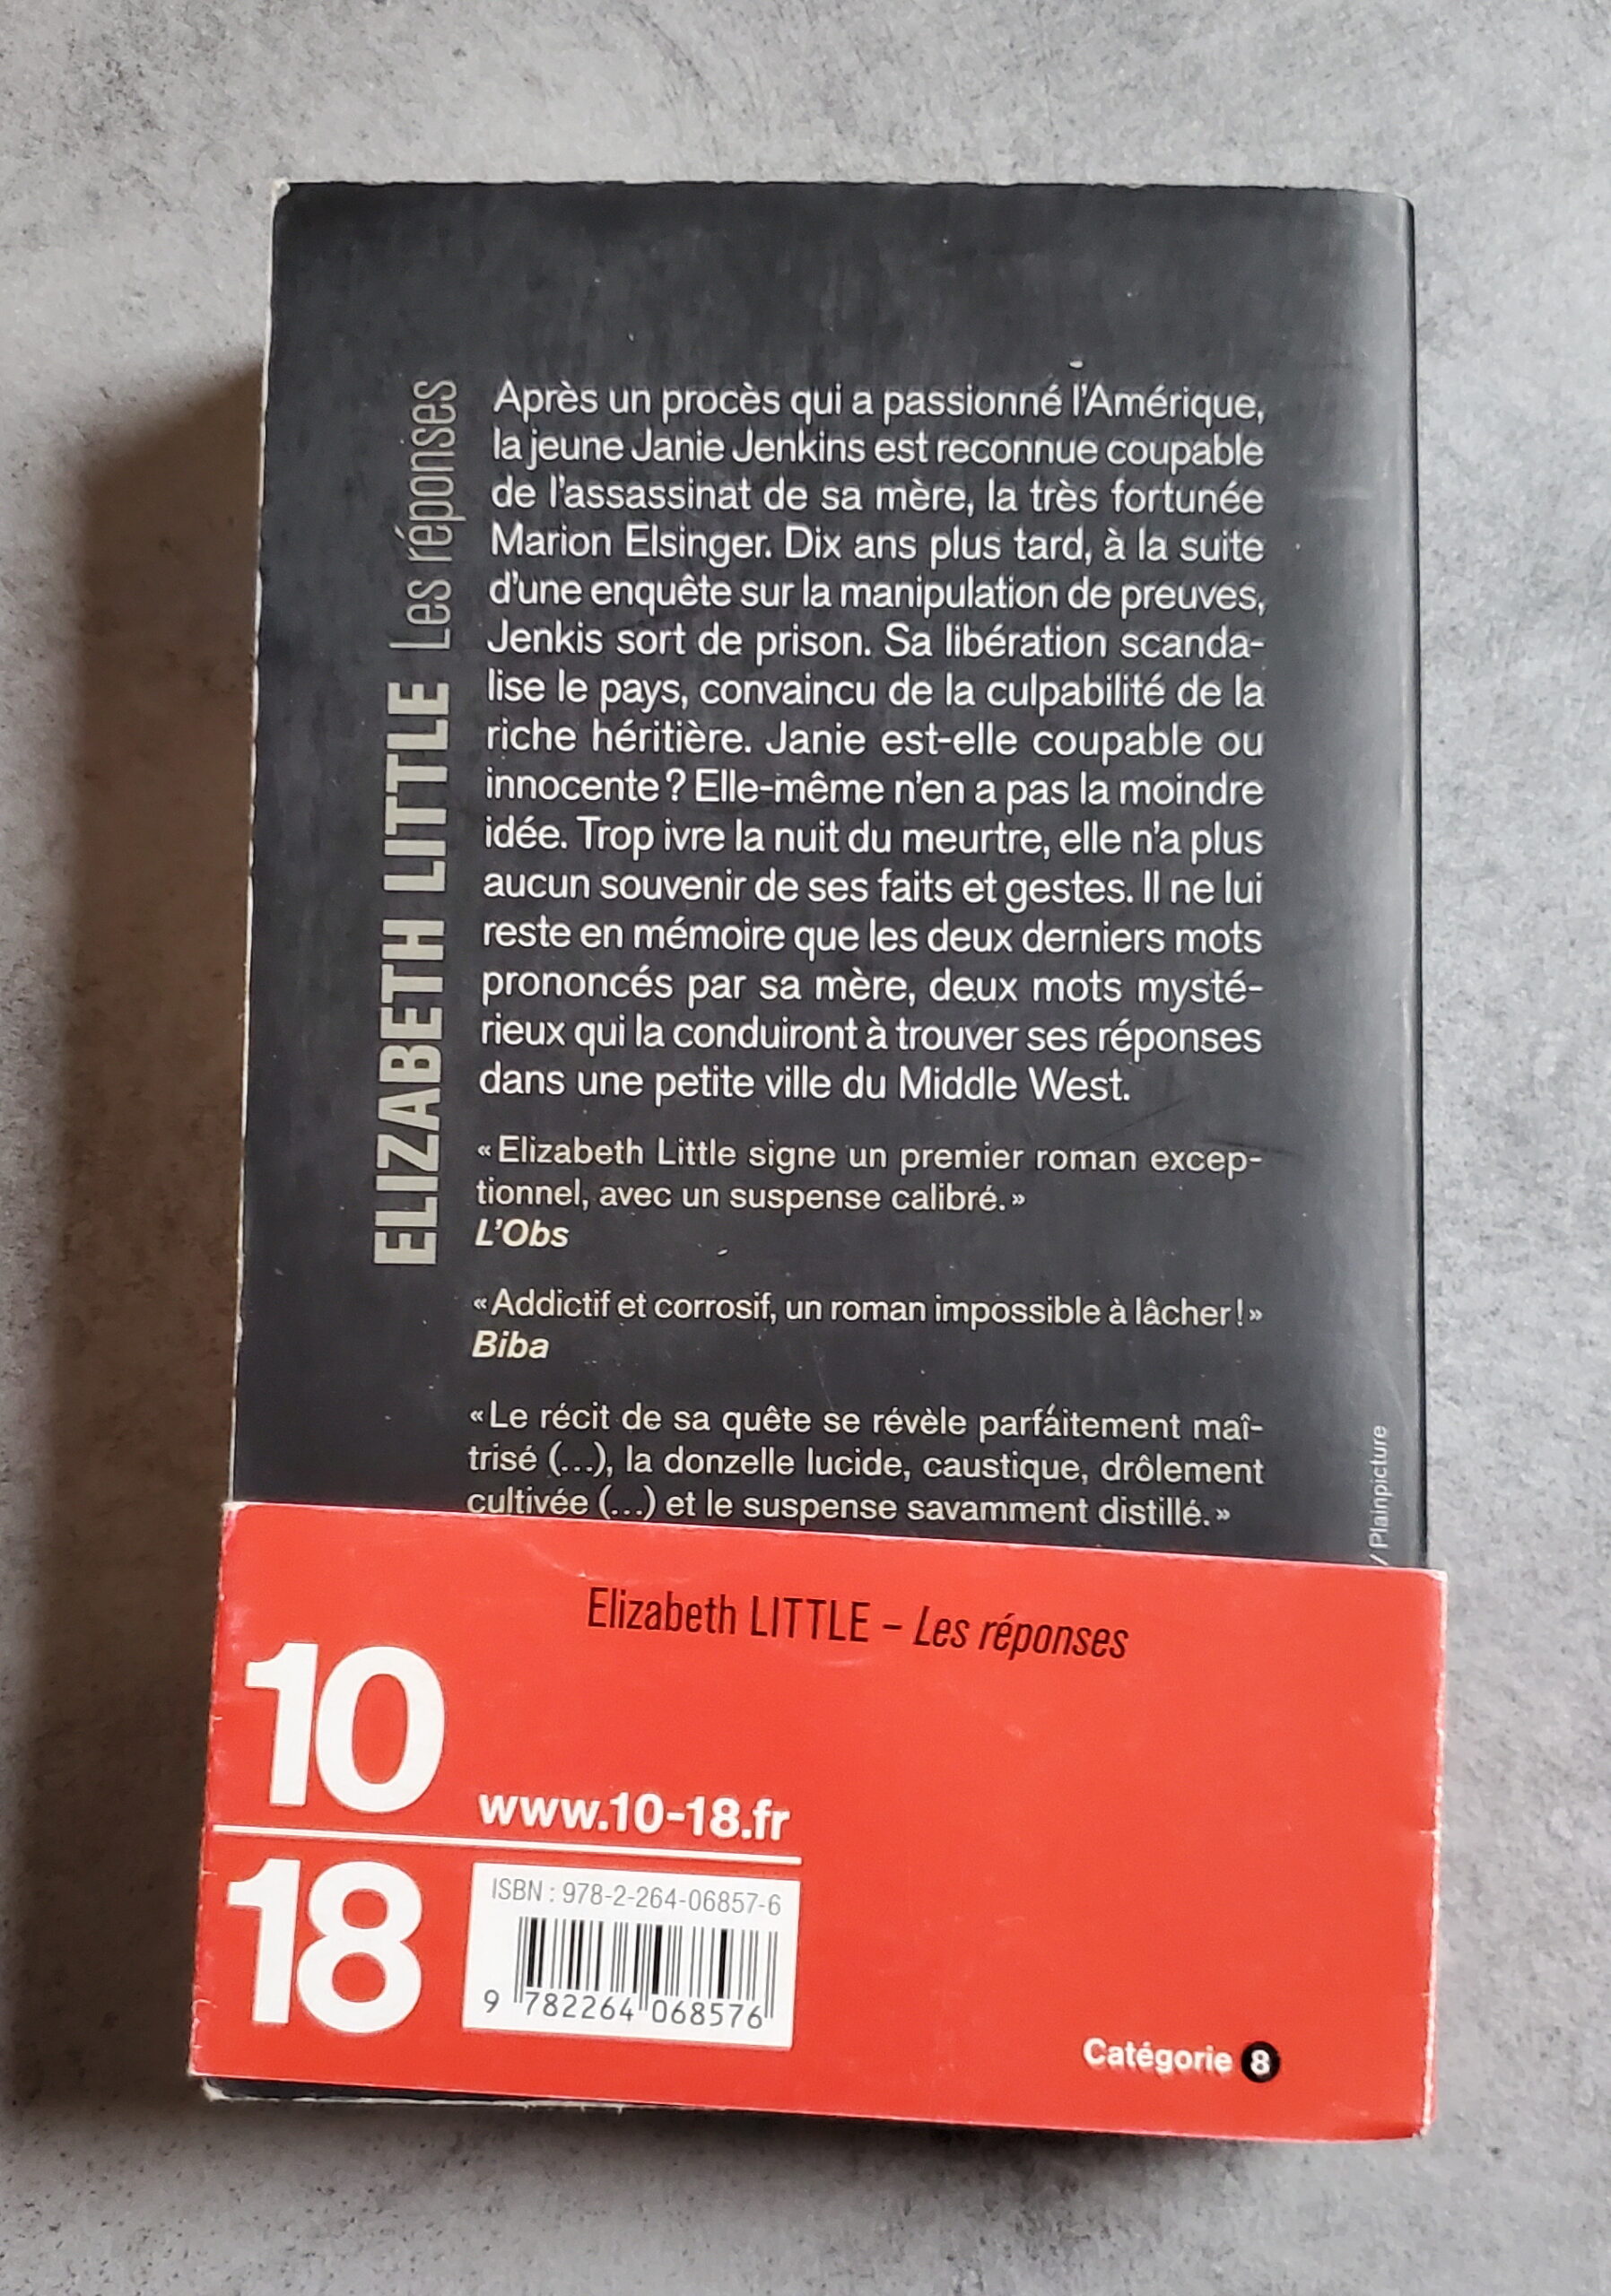 ELIZABETH LITTLE Les réponses
Après un procès qui a passionné l'Amérique,
la jeune Janie Jenkins est reconnue coupable
de l'assassinat de sa mère, la très fortunée
Marion Elsinger. Dix ans plus tard, à la suite
d'une enquête sur la manipulation de preuves,
Jenkis sort de prison. Sa libération scanda-
lise le pays, convaincu de la culpabilité de la
riche héritière. Janie est-elle coupable ou
innocente ? Elle-même n'en a pas la moindre
idée. Trop ivre la nuit du meurtre, elle n'a plus
aucun souvenir de ses faits et gestes. Il ne lui
reste en mémoire que les deux derniers mots
prononcés par sa mère, deux mots mysté-
rieux qui la conduiront à trouver ses réponses
dans une petite ville du Middle West.
« Elizabeth Little signe un premier roman excep-
tionnel, avec un suspense calibré. »
L'Obs
« Addictif et corrosif, un roman impossible à lâcher ! »
Biba
« Le récit de sa quête se révèle parfaitement maî-
trisé (...), la donzelle lucide, caustique, drôlement
cultivée (...) et le suspense savamment distillé. »
/ Plainpicture
Elizabeth LITTLE – Les réponses
10
18
www.10-18.fr
ISBN : 978-2-264-06857-6
9 782264 068576
Catégorie 8